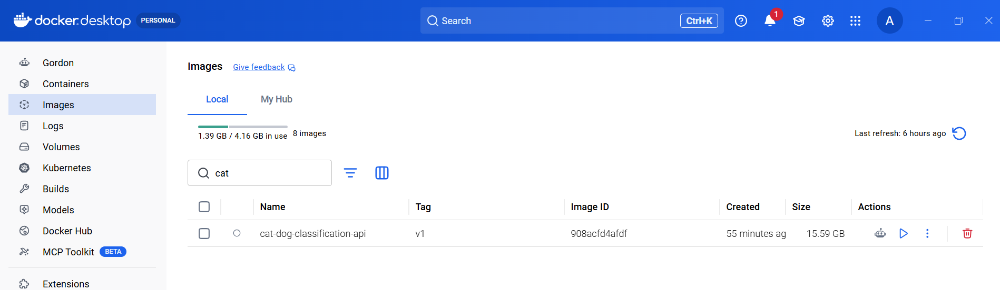 docker.desktop PERSONAL
Search Ctrl+K
1
A
Gordon
Containers
Images
Logs
Volumes
Kubernetes
Builds
Models
Docker Hub
MCP Toolkit BETA
Extensions
Images Give feedback
Local My Hub
1.39 GB / 4.16 GB in use 8 images
Last refresh: 6 hours ago
cat
Name Tag Image ID Created Size Actions
cat-dog-classification-api v1 908acfd4afdf 55 minutes ag 15.59 GB